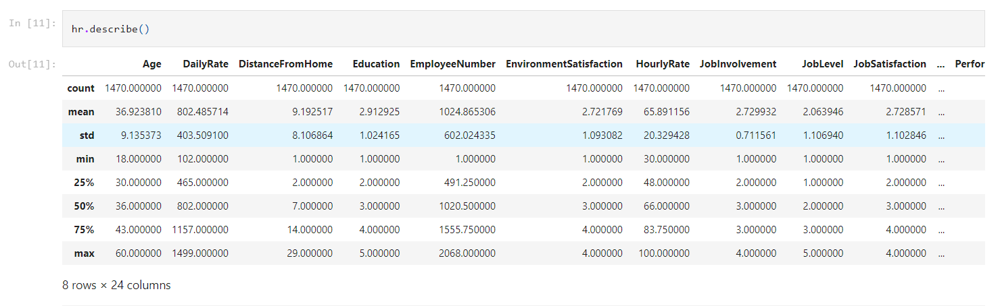 In [11]: hr.describe()
Out[11]: Age DailyRate DistanceFromHome Education EmployeeNumber EnvironmentSatisfaction HourlyRate JobInvolvement JobLevel JobSatisfaction ... Perfor
count 1470.000000 1470.000000 1470.000000 1470.000000 1470.000000 1470.000000 1470.000000 1470.000000 1470.000000 1470.000000 ...
mean 36.923810 802.485714 9.192517 2.912925 1024.865306 2.721769 65.891156 2.729932 2.063946 2.728571 ...
std 9.135373 403.509100 8.106864 1.024165 602.024335 1.093082 20.329428 0.711561 1.106940 1.102846 ...
min 18.000000 102.000000 1.000000 1.000000 1.000000 1.000000 30.000000 1.000000 1.000000 1.000000 ...
25% 30.000000 465.000000 2.000000 2.000000 491.250000 2.000000 48.000000 2.000000 1.000000 2.000000 ...
50% 36.000000 802.000000 7.000000 3.000000 1020.500000 3.000000 66.000000 3.000000 2.000000 3.000000 ...
75% 43.000000 1157.000000 14.000000 4.000000 1555.750000 4.000000 83.750000 3.000000 3.000000 4.000000 ...
max 60.000000 1499.000000 29.000000 5.000000 2068.000000 4.000000 100.000000 4.000000 5.000000 4.000000 ...
8 rows × 24 columns